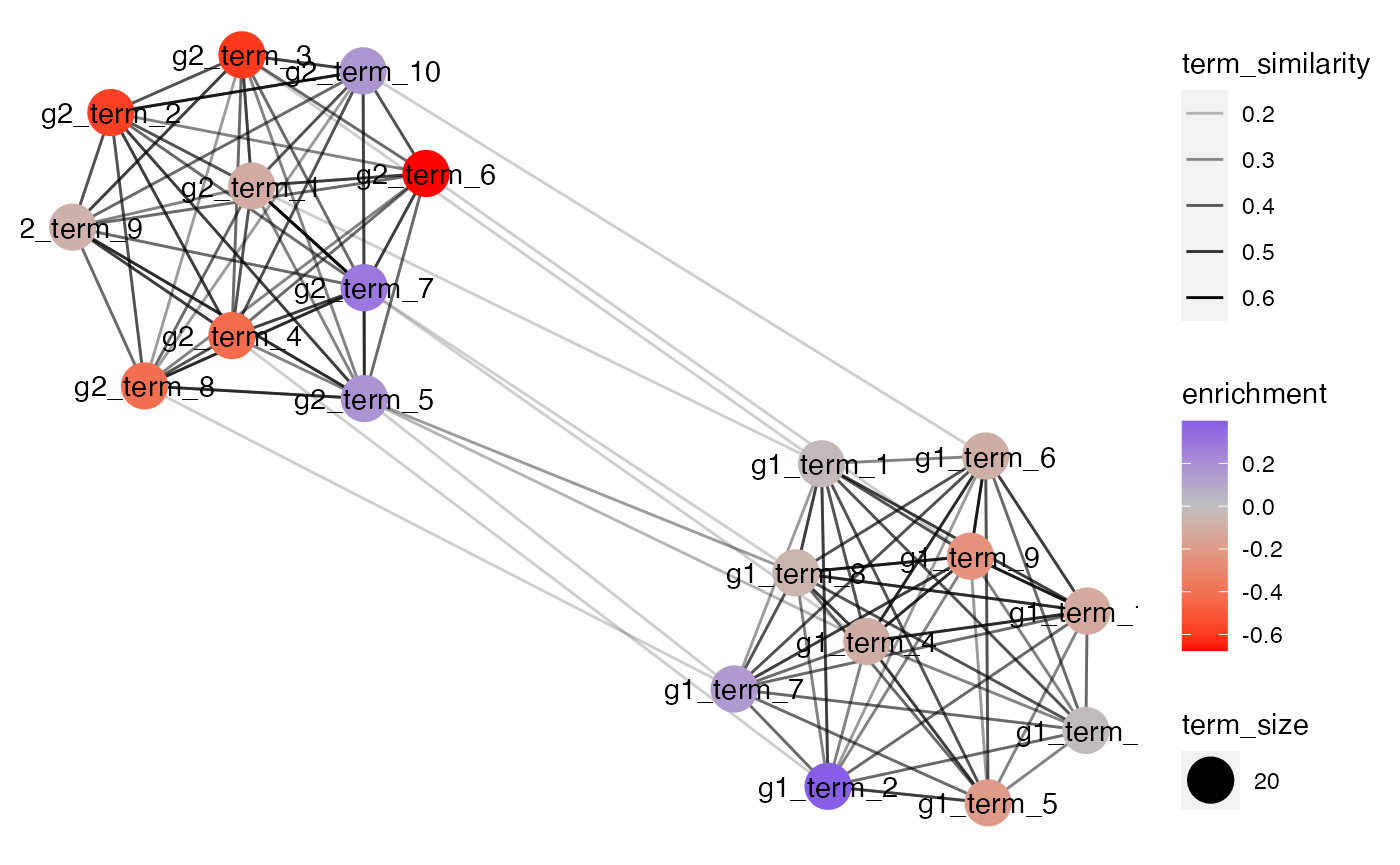 g2_term_3
g2_term_10
g2_term_2
g2_term_6
g2_term_1
2_term_9
g2_term_7
g2_term_4
g2_term_8
g2_term_5
g1_term_1
g1_term_6
g1_term_9
g1_term_8
g1_term_
g1_term_4
g1_term_7
g1_term_
g1_term_2
g1_term_5
term_similarity
0.2
0.3
0.4
0.5
0.6
enrichment
0.2
0.0
-0.2
-0.4
-0.6
term_size
20